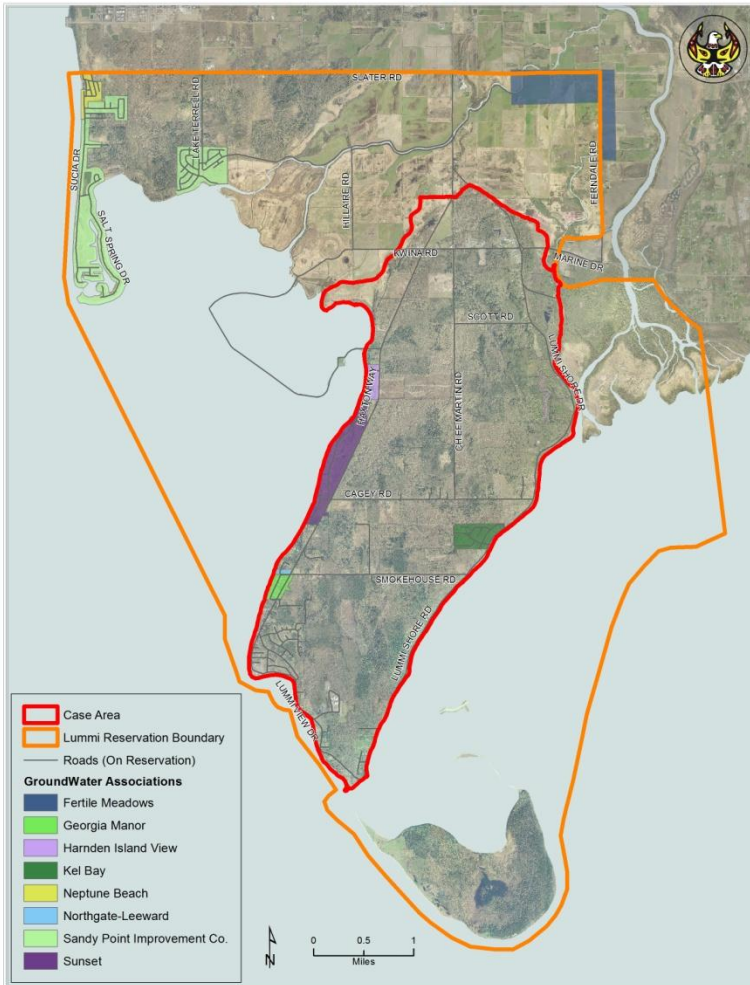 SLATER RD
LAKE TERRELL RD
SUCIA DR
SALT SPRING DR
HILLAIRE RD
FERNDALE RD
KWINA RD
MARINE DR
SCOTT RD
LUMMI SHORE DR
HAXTON WAY
CHIEF MARTIN RD
CAGEY RD
SMOKEHOUSE RD
LUMMI SHORE RD
LUMMI VIEW DR
Case Area
Lummi Reservation Boundary
Roads (On Reservation)
GroundWater Associations
Fertile Meadows
Georgia Manor
Harnden Island View
Kel Bay
Neptune Beach
Northgate-Leeward
Sandy Point Improvement Co.
Sunset
N
0 0.5 1
Miles